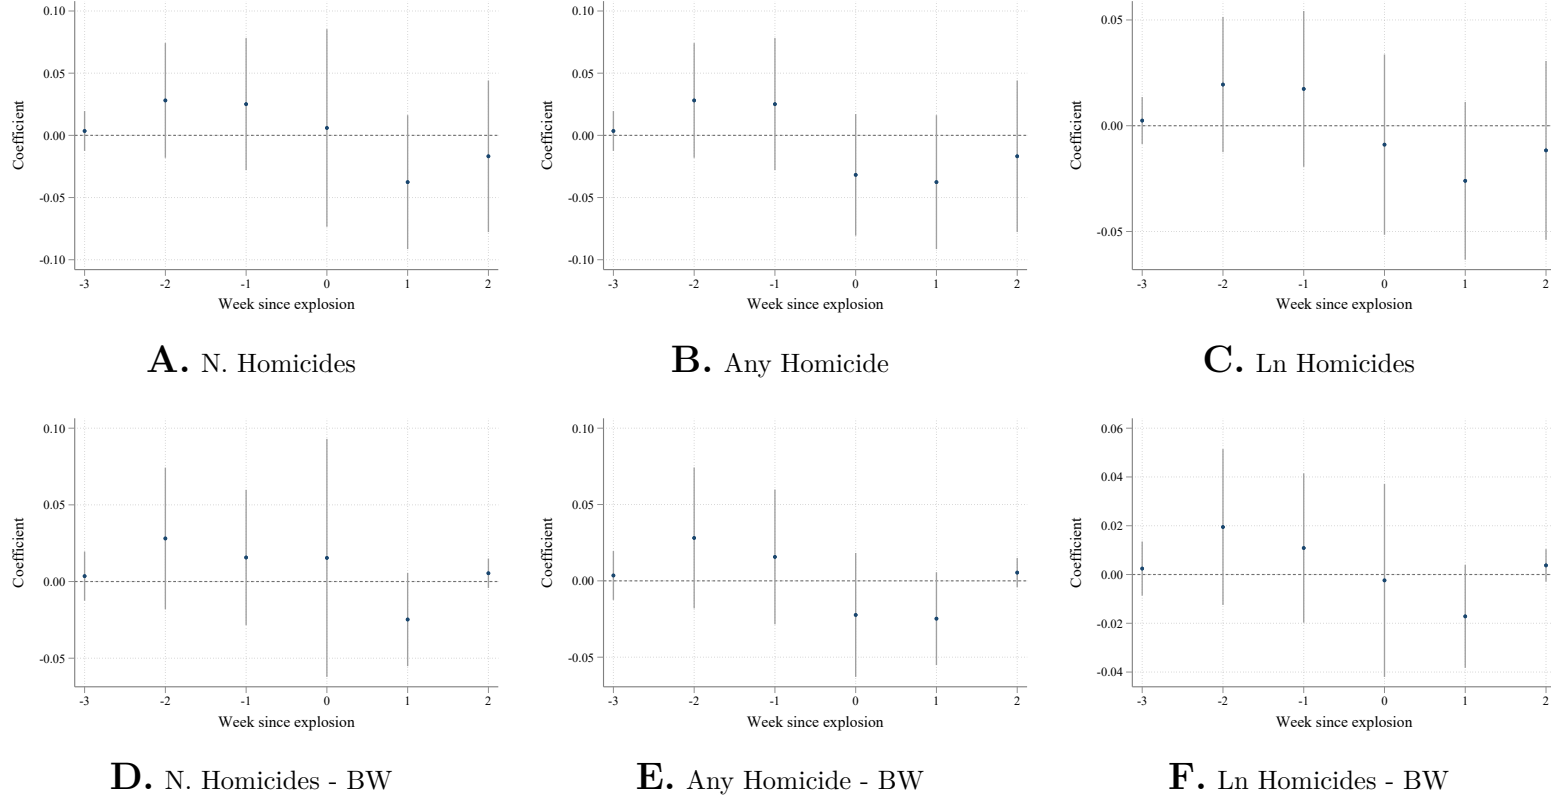 0.10
0.05
0.00
-0.05
-0.10
Coefficient
-3 -2 -1 0 1 2
Week since explosion
A. N. Homicides
0.10
0.05
0.00
-0.05
-0.10
Coefficient
-3 -2 -1 0 1 2
Week since explosion
B. Any Homicide
0.05
0.00
-0.05
Coefficient
-3 -2 -1 0 1 2
Week since explosion
C. Ln Homicides
0.10
0.05
0.00
-0.05
Coefficient
-3 -2 -1 0 1 2
Week since explosion
D. N. Homicides - BW
0.10
0.05
0.00
-0.05
Coefficient
-3 -2 -1 0 1 2
Week since explosion
E. Any Homicide - BW
0.06
0.04
0.02
0.00
-0.02
-0.04
Coefficient
-3 -2 -1 0 1 2
Week since explosion
F. Ln Homicides - BW